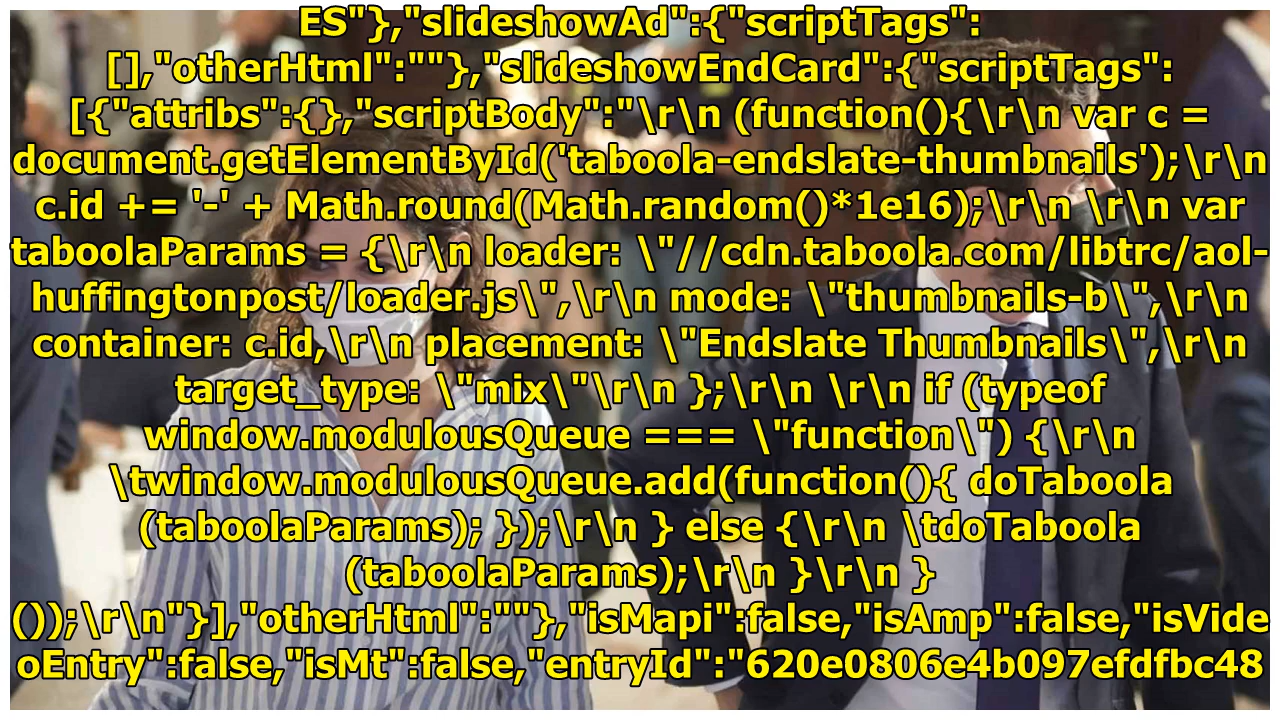 ES"},"slideshowAd":{"scriptTags":
[],"otherHtml":""},"slideshowEndCard":{"scriptTags":
[{"attribs":{},"scriptBody":"\r\n (function(){\r\n var c =
document.getElementById('taboola-endslate-thumbnails');\r\n
c.id += '-' + Math.round(Math.random()*1e16);\r\n \r\n var
taboolaParams = {\r\n loader: \"//cdn.taboola.com/libtrc/aol-
huffingtonpost/loader.js\",\r\n mode: \"thumbnails-b\",\r\n
container: c.id,\r\n placement: \"Endslate Thumbnails\",\r\n
target_type: \"mix\"\r\n };\r\n \r\n if (typeof
window.modulousQueue === \"function\") {\r\n
\twindow.modulousQueue.add(function(){ doTaboola
(taboolaParams); });\r\n } else {\r\n \tdoTaboola
(taboolaParams);\r\n }\r\n }
());\r\n"}],"otherHtml":""},"isMapi":false,"isAmp":false,"isVide
oEntry":false,"isMt":false,"entryId":"620e0806e4b097efdfbc48